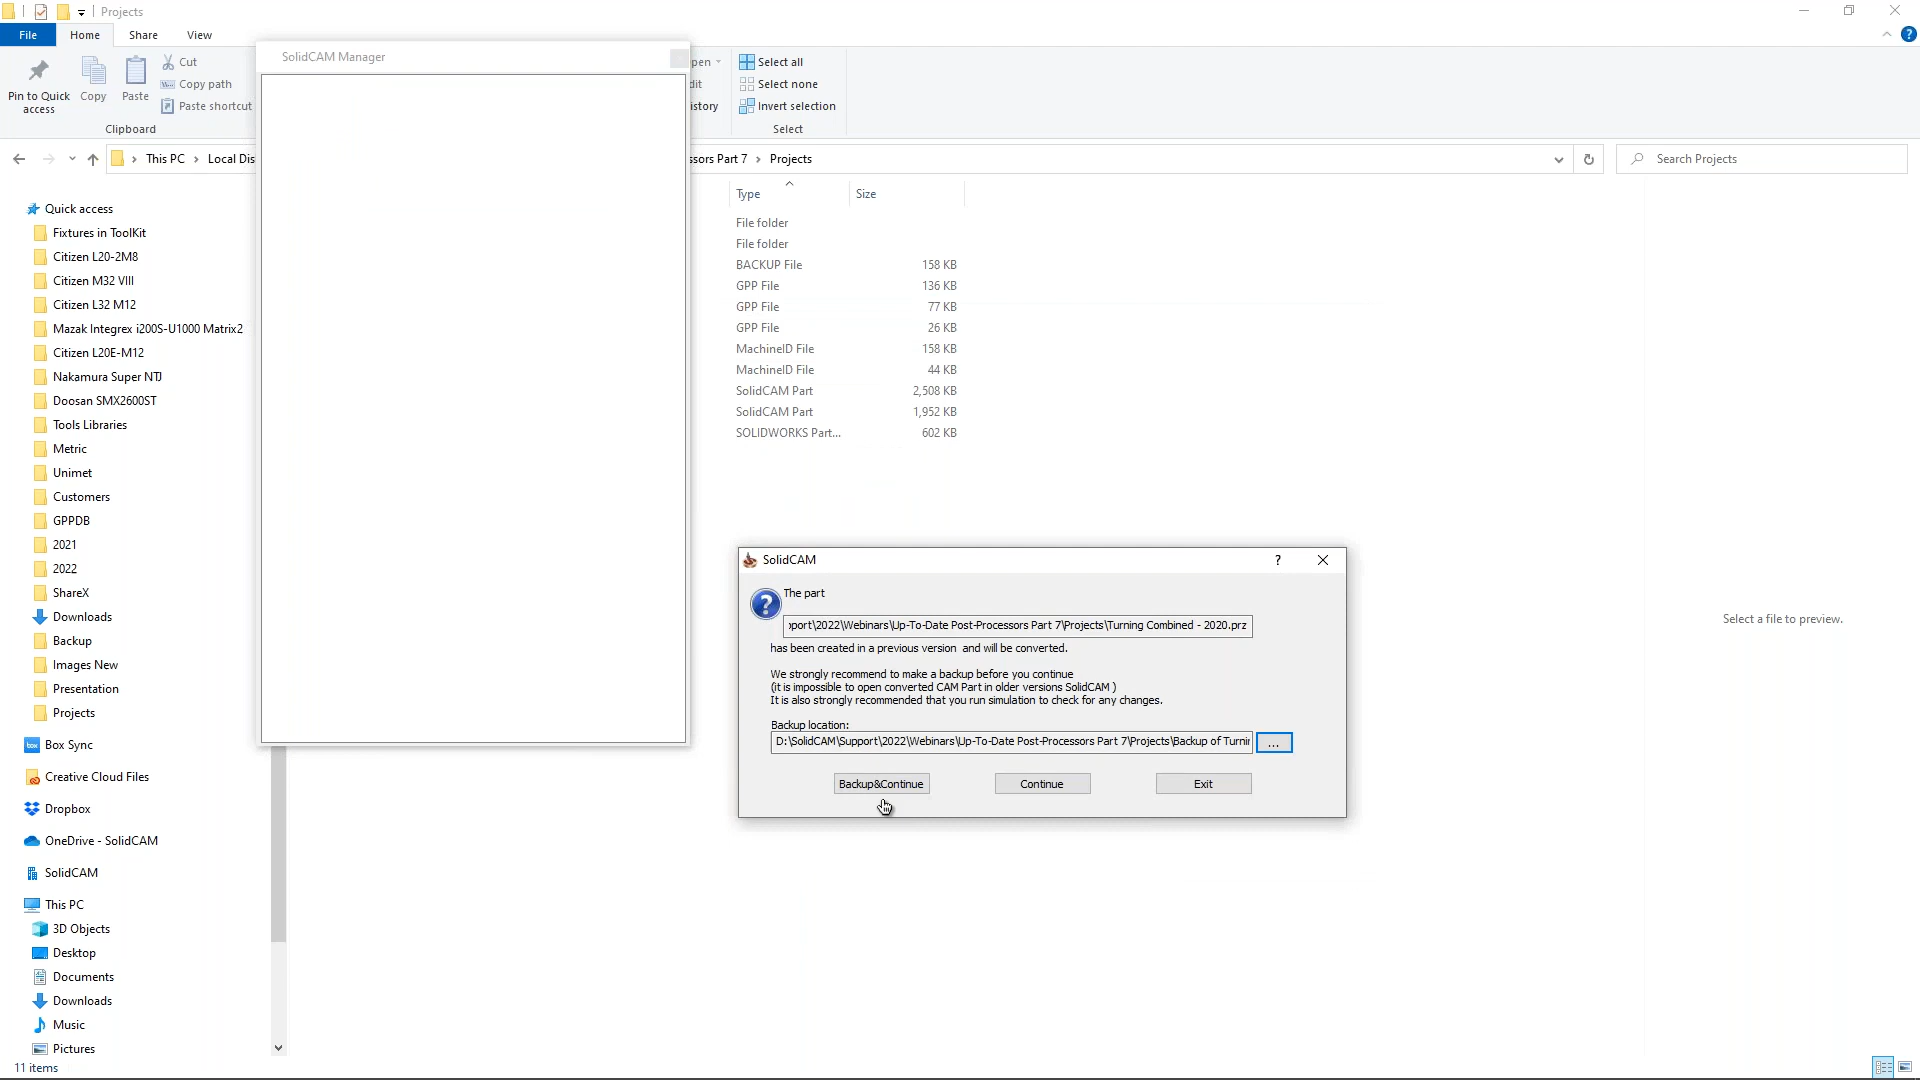 Projects
File
Home
Share
View
Pin to Quick access
Copy
Paste
Cut
Copy path
Paste shortcut
Clipboard
SolidCAM Manager
pen
dit
istory
Select all
Select none
Invert selection
Select
This PC
Local Dis
ssors Part 7
Projects
Search Projects
Type
Size
Quick access
Fixtures in ToolKit
Citizen L20-2M8
Citizen M32 VIII
Citizen L32 M12
Mazak Integrex i200S-U1000 Matrix2
Citizen L20E-M12
Nakamura Super NTJ
Doosan SMX2600ST
Tools Libraries
Metric
Unimet
Customers
GPPDB
2021
2022
ShareX
Downloads
Backup
Images New
Presentation
Projects
Box Sync
Creative Cloud Files
Dropbox
OneDrive - SolidCAM
SolidCAM
This PC
3D Objects
Desktop
Documents
Downloads
Music
Pictures
11 items
File folder
File folder
BACKUP File 158 KB
GPP File 136 KB
GPP File 77 KB
GPP File 26 KB
MachineID File 158 KB
MachineID File 44 KB
SolidCAM Part 2,508 KB
SolidCAM Part 1,952 KB
SOLIDWORKS Part... 602 KB
SolidCAM
?
The part
port\2022\Webinars\Up-To-Date Post-Processors Part 7\Projects\Turning Combined - 2020.prz
has been created in a previous version and will be converted.
We strongly recommend to make a backup before you continue
(it is impossible to open converted CAM Part in older versions SolidCAM )
It is also strongly recommended that you run simulation to check for any changes.
Backup location:
D:\SolidCAM\Support\2022\Webinars\Up-To-Date Post-Processors Part 7\Projects\Backup of Turni
...
Backup&Continue
Continue
Exit
Select a file to preview.